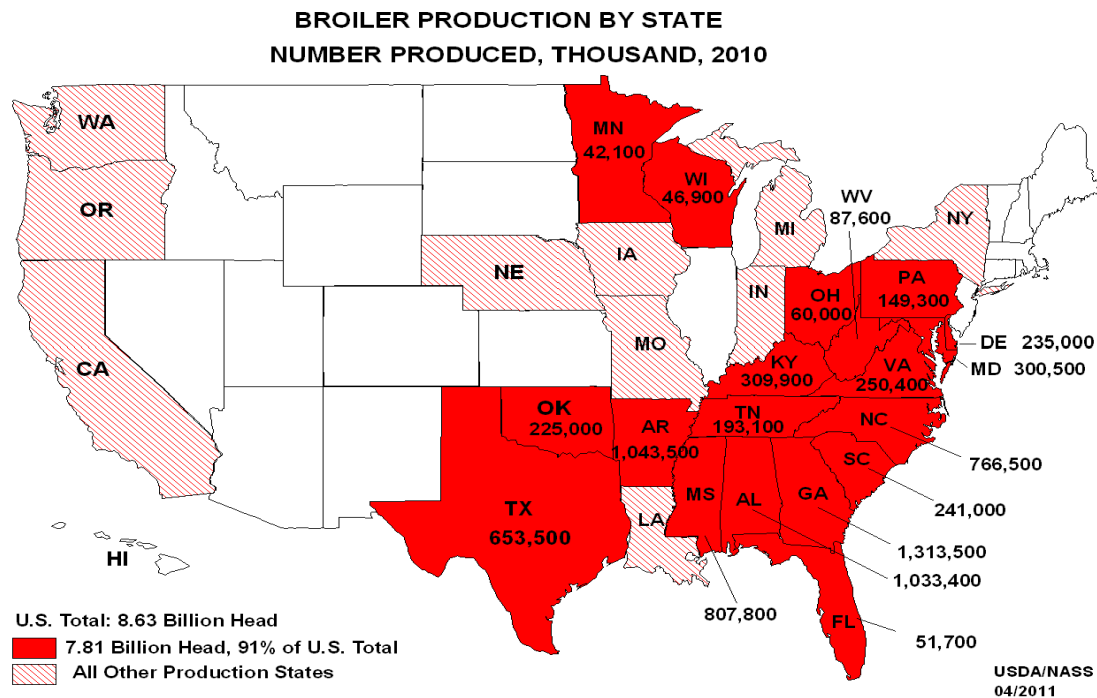 BROILER PRODUCTION BY STATE
NUMBER PRODUCED, THOUSAND, 2010
WA
MN
42,100
OR
WI
46,900
WV
87,600
MI
NY
NE
IA
IN
OH
60,000
PA
149,300
CA
MO
KY
309,900
VA
250,400
DE 235,000
MD 300,500
OK
225,000
AR
1,043,500
TN
193,100
NC
766,500
SC
241,000
TX
653,500
LA
MS
807,800
AL
1,033,400
GA
1,313,500
HI
FL
51,700
U.S. Total: 8.63 Billion Head
7.81 Billion Head, 91% of U.S. Total
All Other Production States
USDA/NASS
04/2011